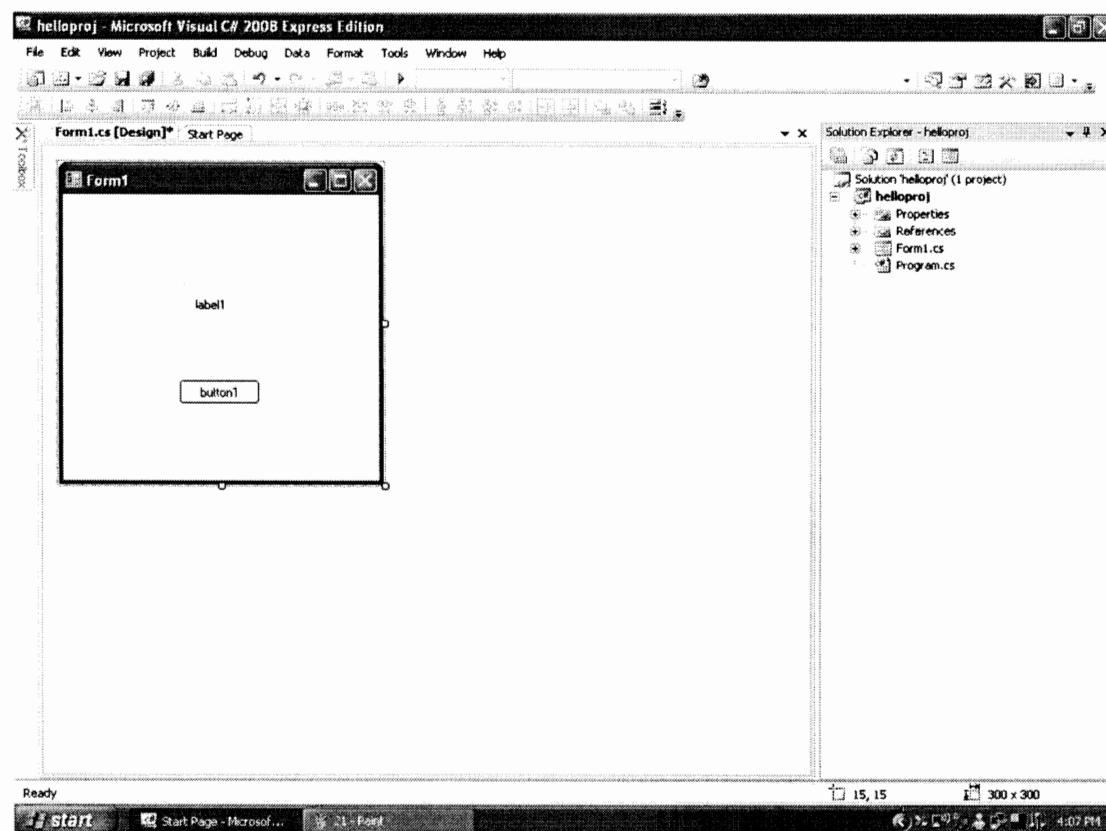 helloproj - Microsoft Visual C# 2008 Express Edition
File Edit View Project Build Debug Data Format Tools Window Help
Form1.cs [Design]* Start Page
Solution Explorer - helloproj
Toolbox
Solution 'helloproj' (1 project)
helloproj
Properties
References
Form1.cs
Program.cs
Form1
label1
button1
Ready
15, 15
300 x 300
start
Start Page - Microsof...
21 - Paint
4:07 PM